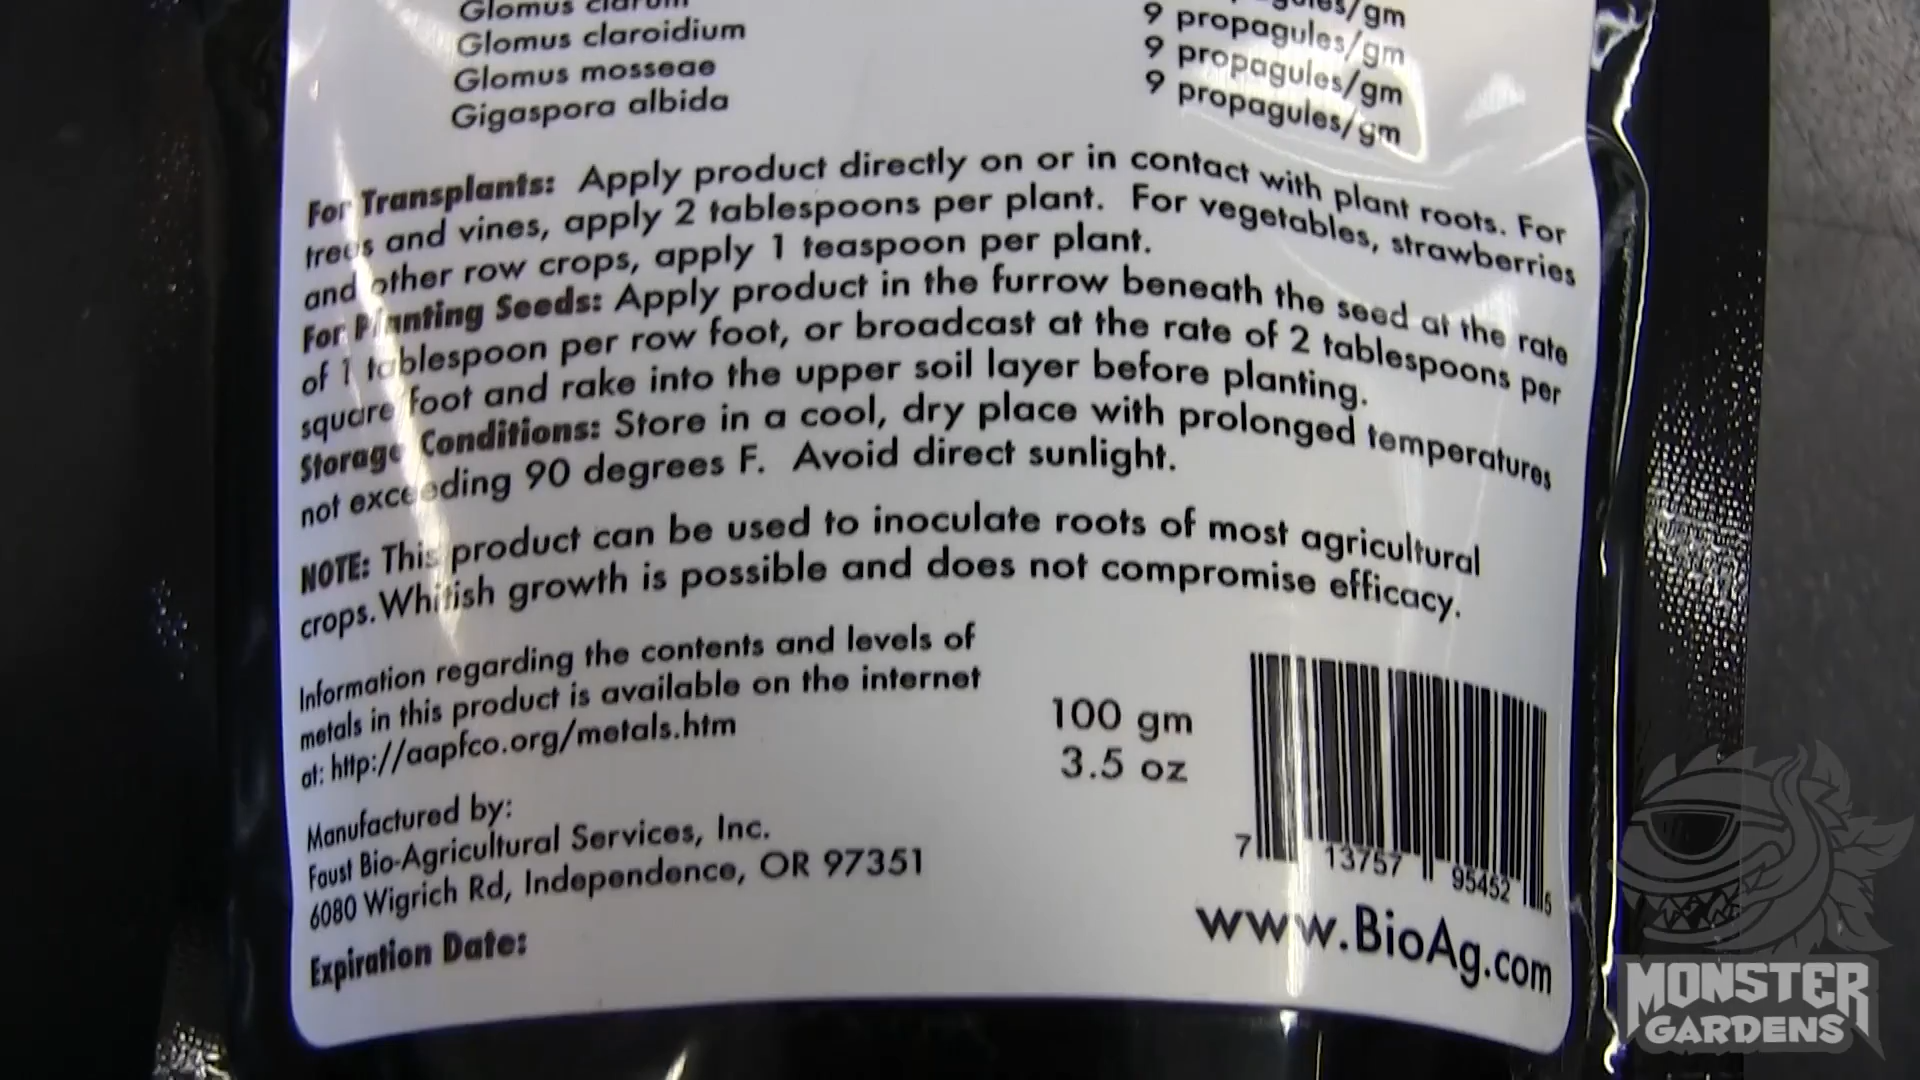 Glomus clarum
Glomus claroidium
Glomus mosseae
Gigaspora albida
9 propagules/gm
9 propagules/gm
9 propagules/gm
For Transplants: Apply product directly on or in contact with plant roots. For
trees and vines, apply 2 tablespoons per plant. For vegetables, strawberries
and other row crops, apply 1 teaspoon per plant.
For Planting Seeds: Apply product in the furrow beneath the seed at the rate
of 1 tablespoon per row foot, or broadcast at the rate of 2 tablespoons per
square foot and rake into the upper soil layer before planting.
Storage Conditions: Store in a cool, dry place with prolonged temperatures
not exceeding 90 degrees F. Avoid direct sunlight.
NOTE: This product can be used to inoculate roots of most agricultural
crops. Whitish growth is possible and does not compromise efficacy.
Information regarding the contents and levels of
metals in this product is available on the internet
at: http://aapfco.org/metals.htm
100 gm
3.5 oz
Manufactured by:
Faust Bio-Agricultural Services, Inc.
6080 Wigrich Rd, Independence, OR 97351
Expiration Date:
7 13757 95452 5
www.BioAg.com
MONSTER
GARDENS